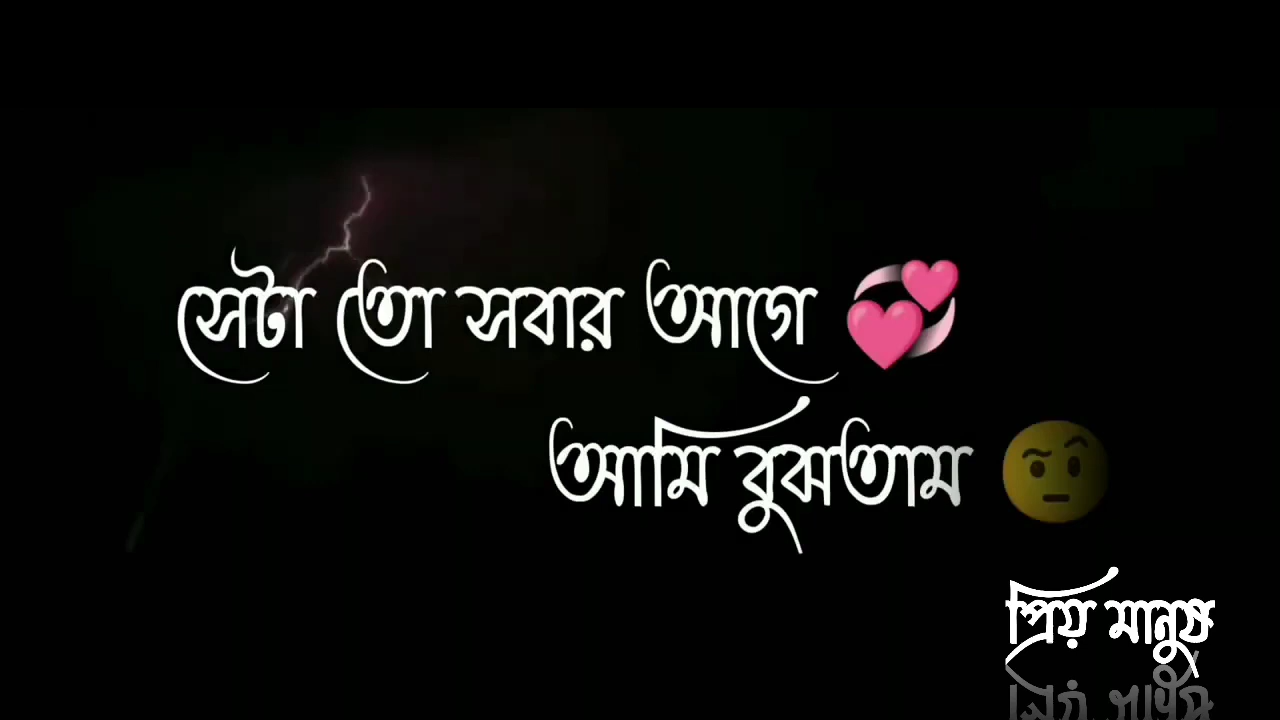 সেটা তো সবার আগে 💞
আমি বুঝতাম 🤨
প্রিয় মানুষ